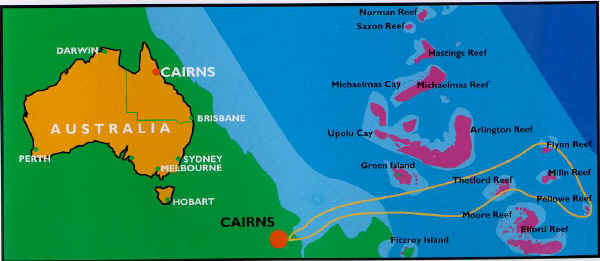 DARWIN
CAIRNS
BRISBANE
AUSTRALIA
PERTH
SYDNEY
MELBOURNE
HOBART
CAIRNS
Norman Reef
Saxon Reef
Hastings Reef
Michaelmas Cay
Michaelmas Reef
Upolu Cay
Arlington Reef
Green Island
Flynn Reef
Thetford Reef
Milln Reef
Pellowe Reef
Moore Reef
Elford Reef
Fitzroy Island